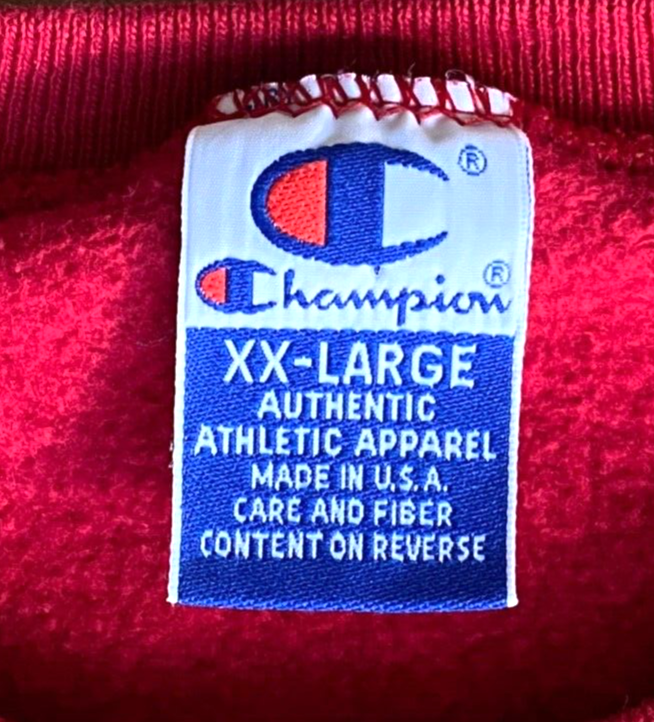 ®
Champion®
XX-LARGE
AUTHENTIC
ATHLETIC APPAREL
MADE IN U.S.A.
CARE AND FIBER
CONTENT ON REVERSE